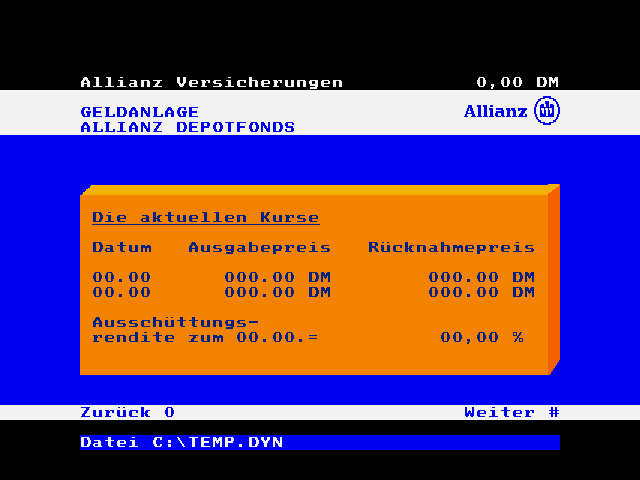 Allianz Versicherungen 0,00 DM
GELDANLAGE Allianz
ALLIANZ DEPOTFONDS
Die aktuellen Kurse
Datum Ausgabepreis Rücknahmepreis
00.00 000.00 DM 000.00 DM
00.00 000.00 DM 000.00 DM
Ausschüttungs-
rendite zum 00.00.= 00,00 %
Zurück 0 Weiter #
Datei C:\TEMP.DYN